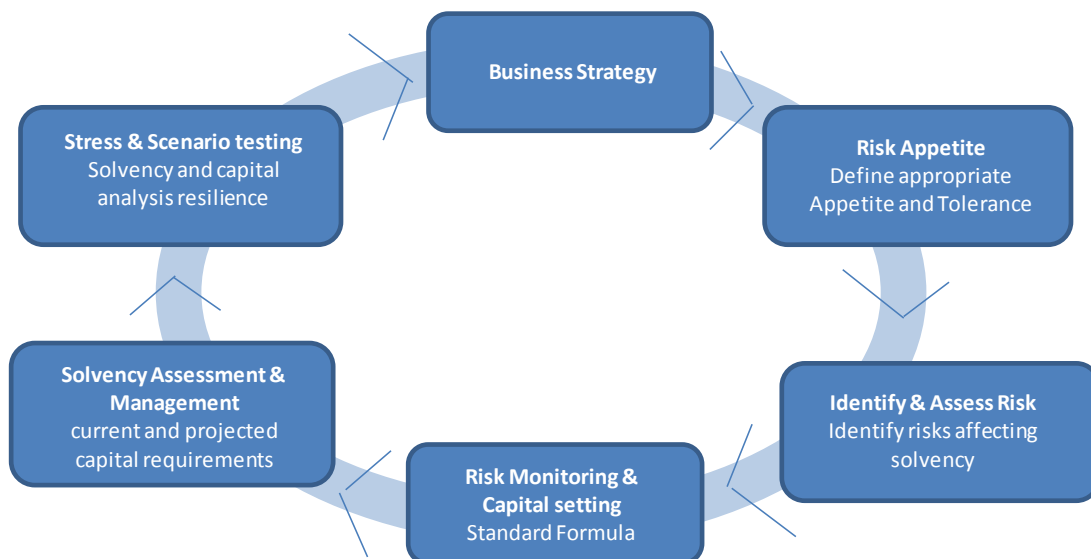 Business Strategy
Risk Appetite
Define appropriate
Appetite and Tolerance
Identify & Assess Risk
Identify risks affecting
solvency
Risk Monitoring &
Capital setting
Standard Formula
Solvency Assessment &
Management
current and projected
capital requirements
Stress & Scenario testing
Solvency and capital
analysis resilience